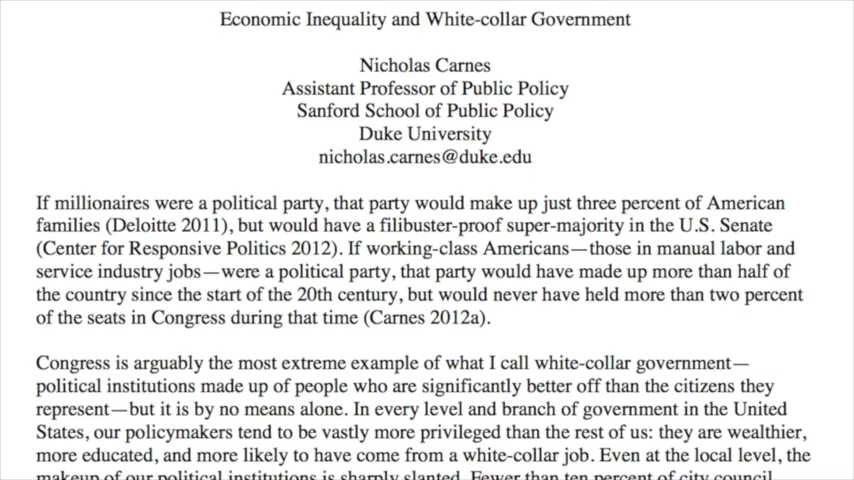 Economic Inequality and White-collar Government
Nicholas Carnes
Assistant Professor of Public Policy
Sanford School of Public Policy
Duke University
nicholas.carnes@duke.edu
If millionaires were a political party, that party would make up just three percent of American
families (Deloitte 2011), but would have a filibuster-proof super-majority in the U.S. Senate
(Center for Responsive Politics 2012). If working-class Americans—those in manual labor and
service industry jobs—were a political party, that party would have made up more than half of
the country since the start of the 20th century, but would never have held more than two percent
of the seats in Congress during that time (Carnes 2012a).
Congress is arguably the most extreme example of what I call white-collar government—
political institutions made up of people who are significantly better off than the citizens they
represent—but it is by no means alone. In every level and branch of government in the United
States, our policymakers tend to be vastly more privileged than the rest of us: they are wealthier,
more educated, and more likely to have come from a white-collar job. Even at the local level, the
makeup of our political institutions is sharply slanted. Fewer than ten percent of city council